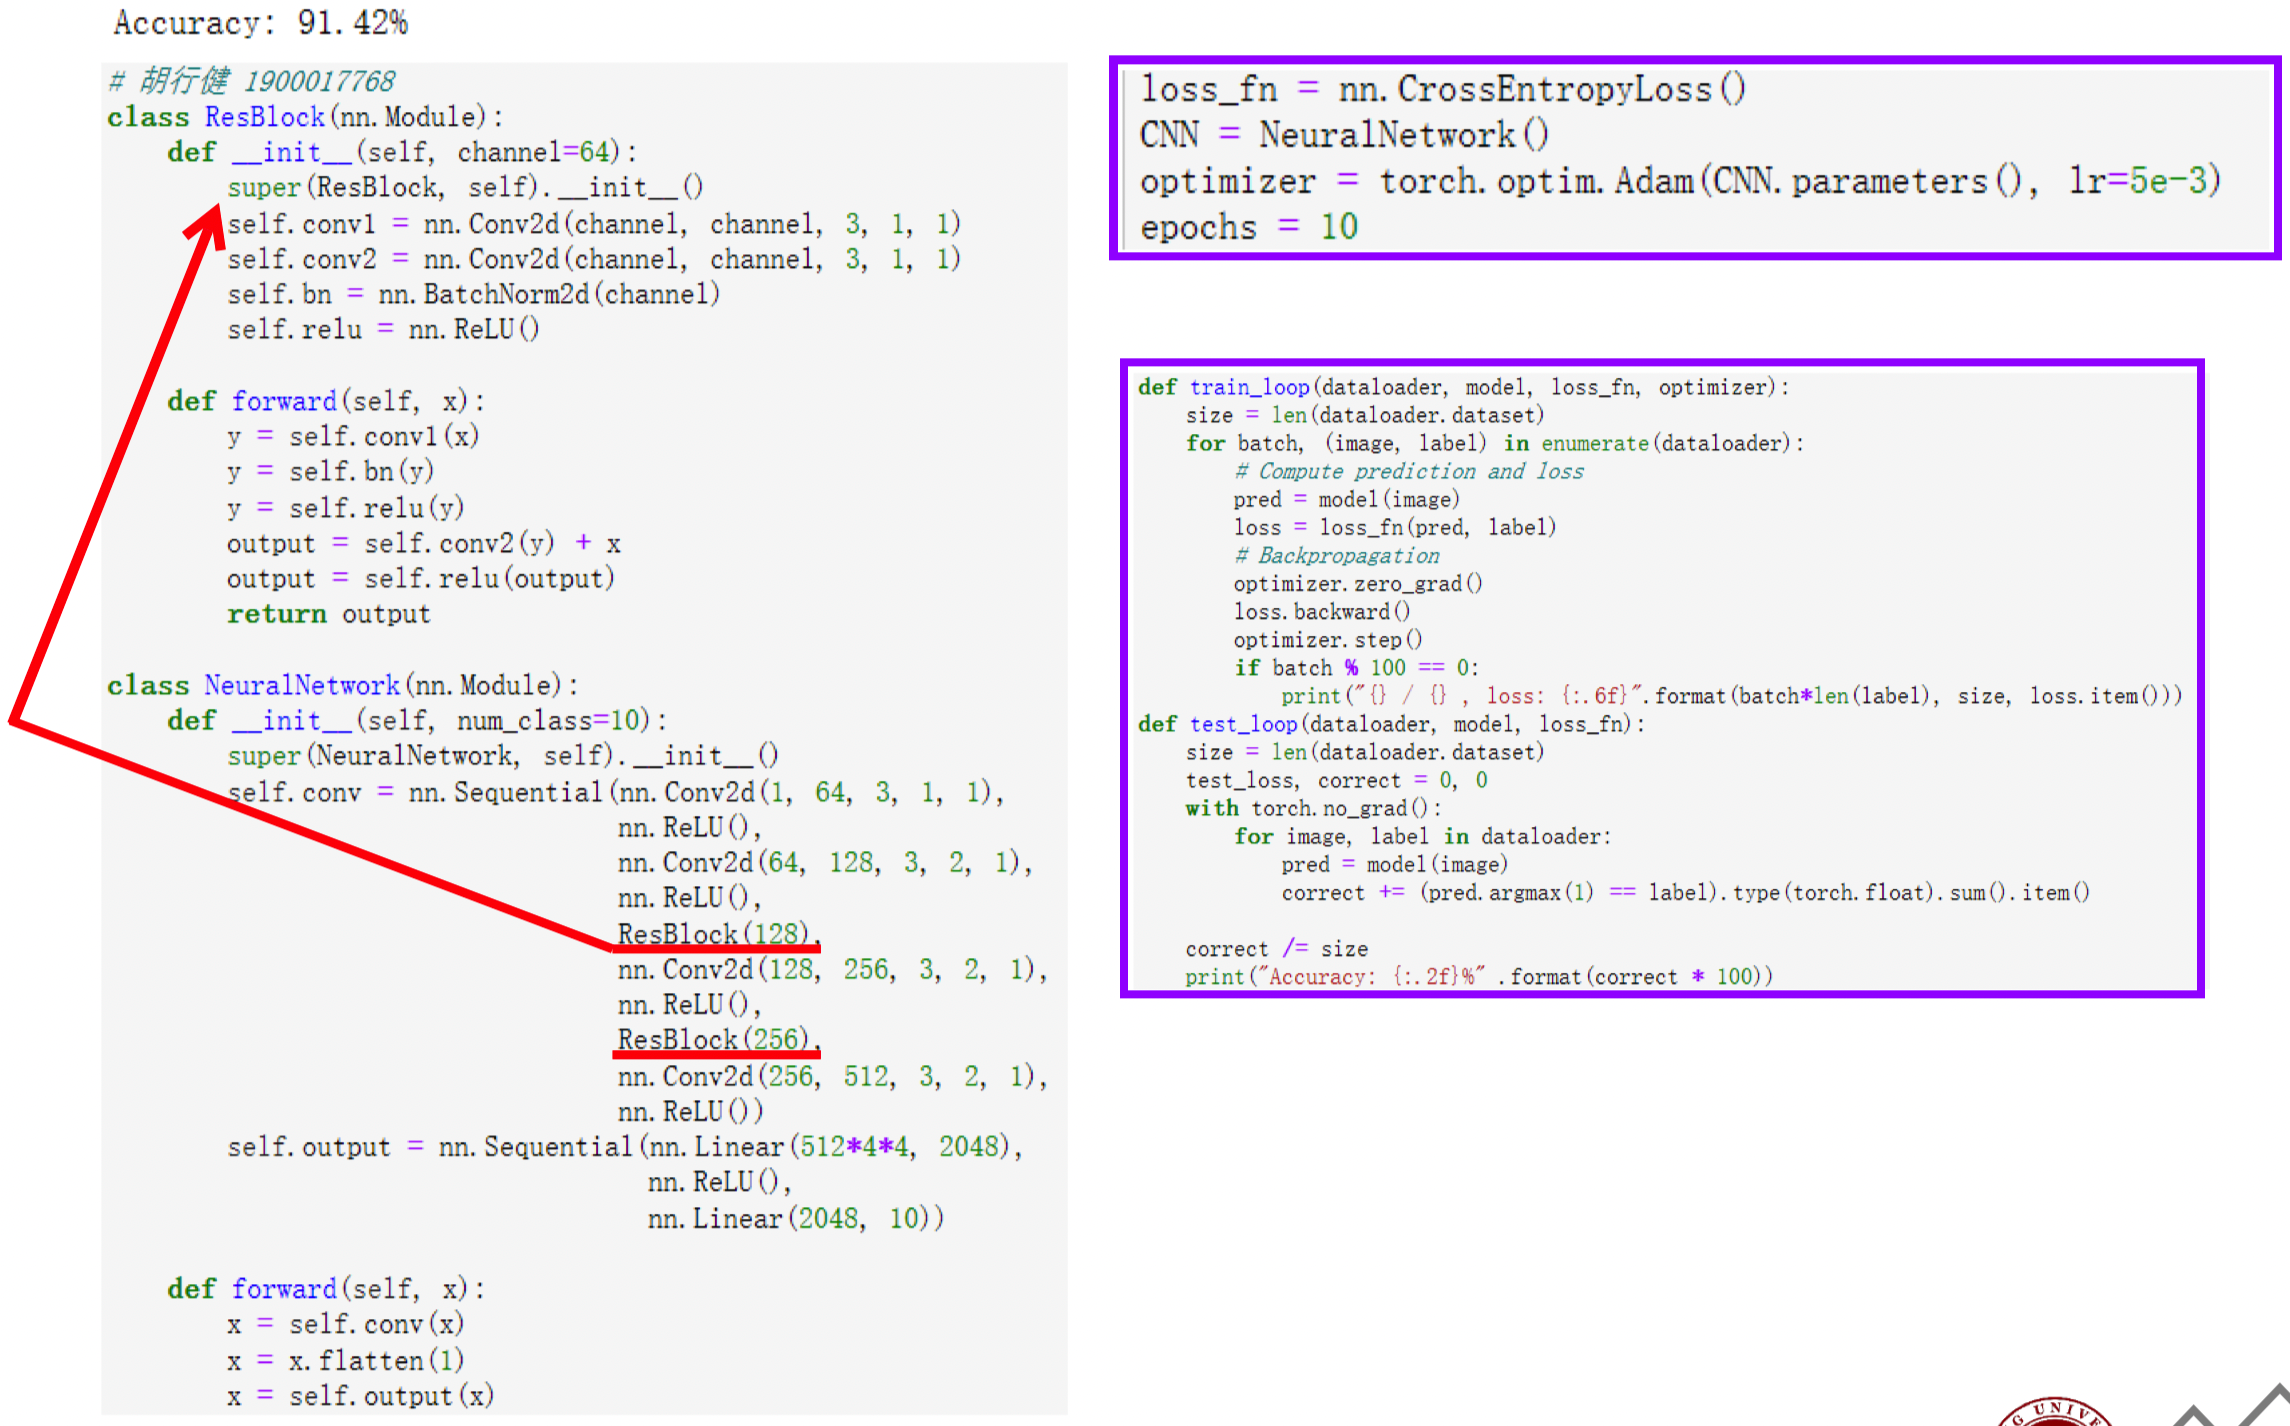 Accuracy: 91.42%
# 胡行健 1900017768
class ResBlock(nn.Module):
    def __init__(self, channel=64):
        super(ResBlock, self).__init__()
        self.conv1 = nn.Conv2d(channel, channel, 3, 1, 1)
        self.conv2 = nn.Conv2d(channel, channel, 3, 1, 1)
        self.bn = nn.BatchNorm2d(channel)
        self.relu = nn.ReLU()
    def forward(self, x):
        y = self.conv1(x)
        y = self.bn(y)
        y = self.relu(y)
        output = self.conv2(y) + x
        output = self.relu(output)
        return output
class NeuralNetwork(nn.Module):
    def __init__(self, num_class=10):
        super(NeuralNetwork, self).__init__()
        self.conv = nn.Sequential(nn.Conv2d(1, 64, 3, 1, 1),
                                  nn.ReLU(),
                                  nn.Conv2d(64, 128, 3, 2, 1),
                                  nn.ReLU(),
                                  ResBlock(128),
                                  nn.Conv2d(128, 256, 3, 2, 1),
                                  nn.ReLU(),
                                  ResBlock(256),
                                  nn.Conv2d(256, 512, 3, 2, 1),
                                  nn.ReLU())
        self.output = nn.Sequential(nn.Linear(512*4*4, 2048),
                                    nn.ReLU(),
                                    nn.Linear(2048, 10))
    def forward(self, x):
        x = self.conv(x)
        x = x.flatten(1)
        x = self.output(x)
loss_fn = nn.CrossEntropyLoss()
CNN = NeuralNetwork()
optimizer = torch.optim.Adam(CNN.parameters(), lr=5e-3)
epochs = 10
def train_loop(dataloader, model, loss_fn, optimizer):
    size = len(dataloader.dataset)
    for batch, (image, label) in enumerate(dataloader):
        # Compute prediction and loss
        pred = model(image)
        loss = loss_fn(pred, label)
        # Backpropagation
        optimizer.zero_grad()
        loss.backward()
        optimizer.step()
        if batch % 100 == 0:
            print("{} / {} , loss: {:.6f}".format(batch*len(label), size, loss.item()))
def test_loop(dataloader, model, loss_fn):
    size = len(dataloader.dataset)
    test_loss, correct = 0, 0
    with torch.no_grad():
        for image, label in dataloader:
            pred = model(image)
            correct += (pred.argmax(1) == label).type(torch.float).sum().item()
    correct /= size
    print("Accuracy: {:.2f}%" .format(correct * 100))